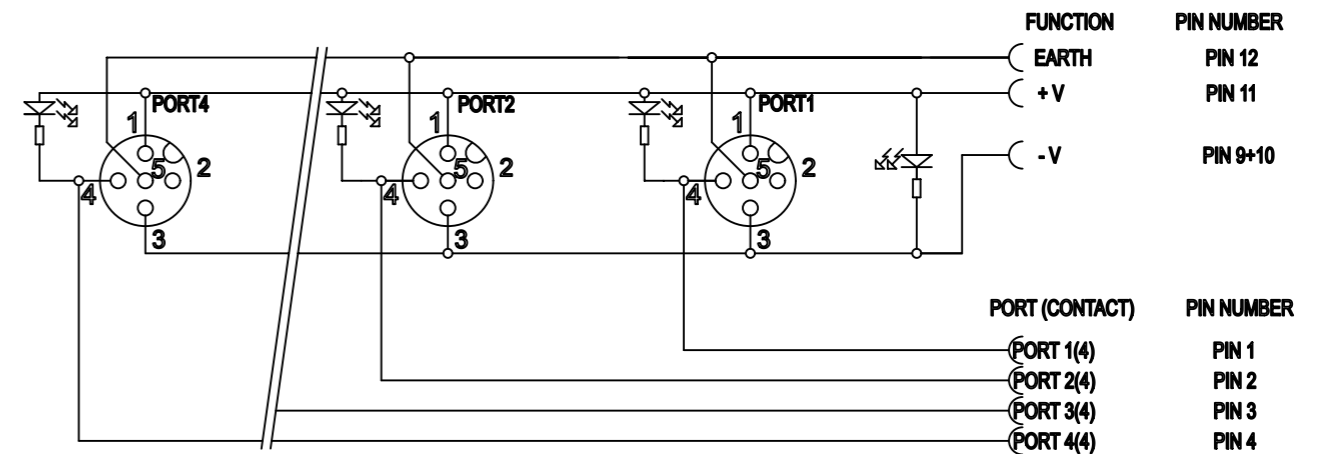 FUNCTION PIN NUMBER
EARTH PIN 12
PORT4 PORT2 PORT1 + V PIN 11
1 1 1
- V PIN 9+10
5 2 5 2 5 2
4 4 4
3 3 3
PORT (CONTACT) PIN NUMBER
PORT 1(4) PIN 1
PORT 2(4) PIN 2
PORT 3(4) PIN 3
PORT 4(4) PIN 4